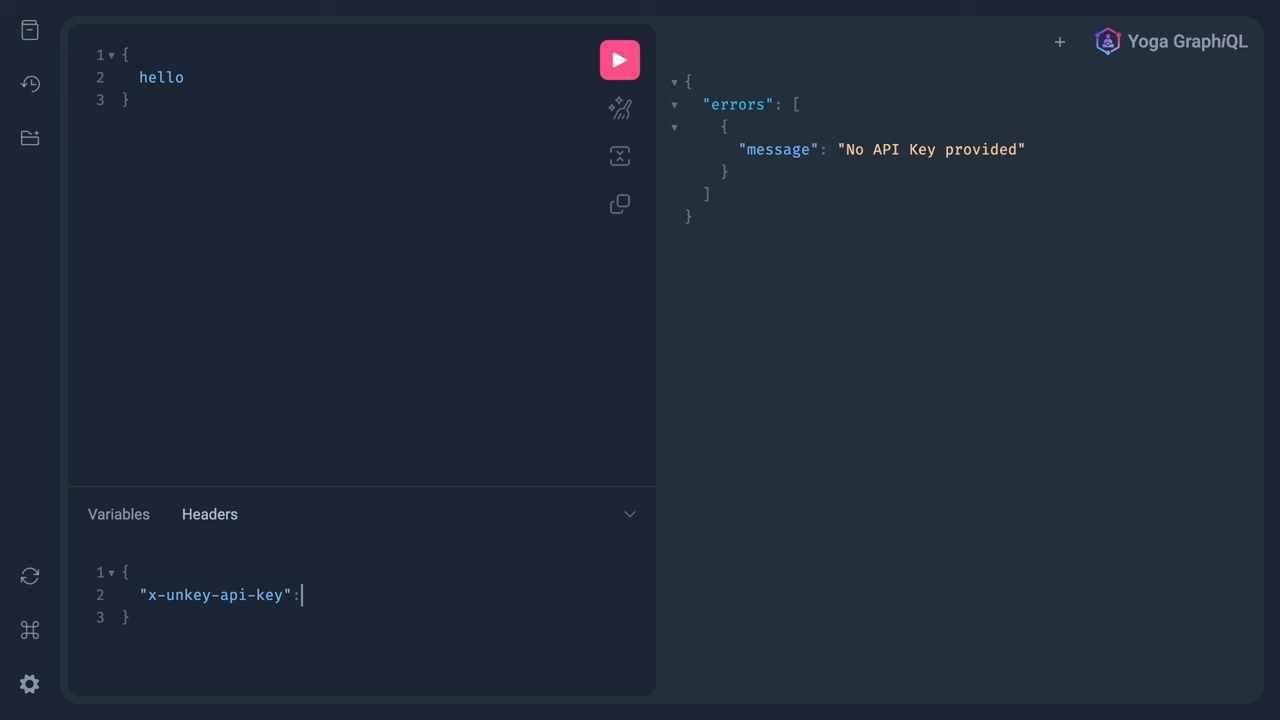 1 {
2 hello
3 }
+ Yoga GraphiQL
{
"errors": [
{
"message": "No API Key provided"
}
]
}
Variables Headers
1 {
2 "x-unkey-api-key":
3 }